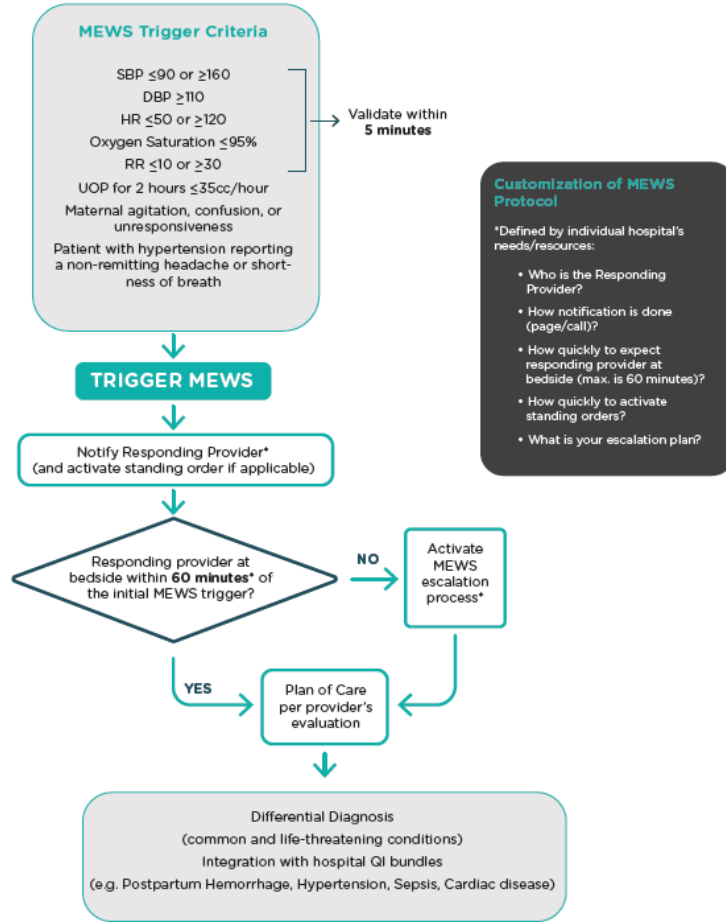 MEWS Trigger Criteria
SBP ≤90 or ≥160
DBP ≥110
HR ≤50 or ≥120
Oxygen Saturation ≤95%
RR ≤10 or ≥30
UOP for 2 hours ≤35cc/hour
Maternal agitation, confusion, or
unresponsiveness
Patient with hypertension reporting
a non-remitting headache or short-
ness of breath
Validate within
5 minutes
Customization of MEWS
Protocol
*Defined by individual hospital's
needs/resources:
• Who is the Responding
Provider?
• How notification is done
(page/call)?
• How quickly to expect
responding provider at
bedside (max. is 60 minutes)?
• How quickly to activate
standing orders?
• What is your escalation plan?
TRIGGER MEWS
Notify Responding Provider*
(and activate standing order if applicable)
Responding provider at
bedside within 60 minutes* of
the initial MEWS trigger?
NO
Activate
MEWS
escalation
process*
YES
Plan of Care
per provider's
evaluation
Differential Diagnosis
(common and life-threatening conditions)
Integration with hospital QI bundles
(e.g. Postpartum Hemorrhage, Hypertension, Sepsis, Cardiac disease)